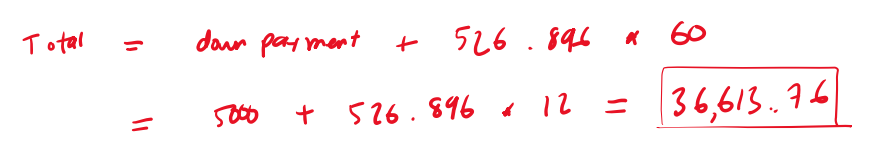 Total = down payment + 526.896 x 60
= 5000 + 526.896 x 12 = 36,613.76